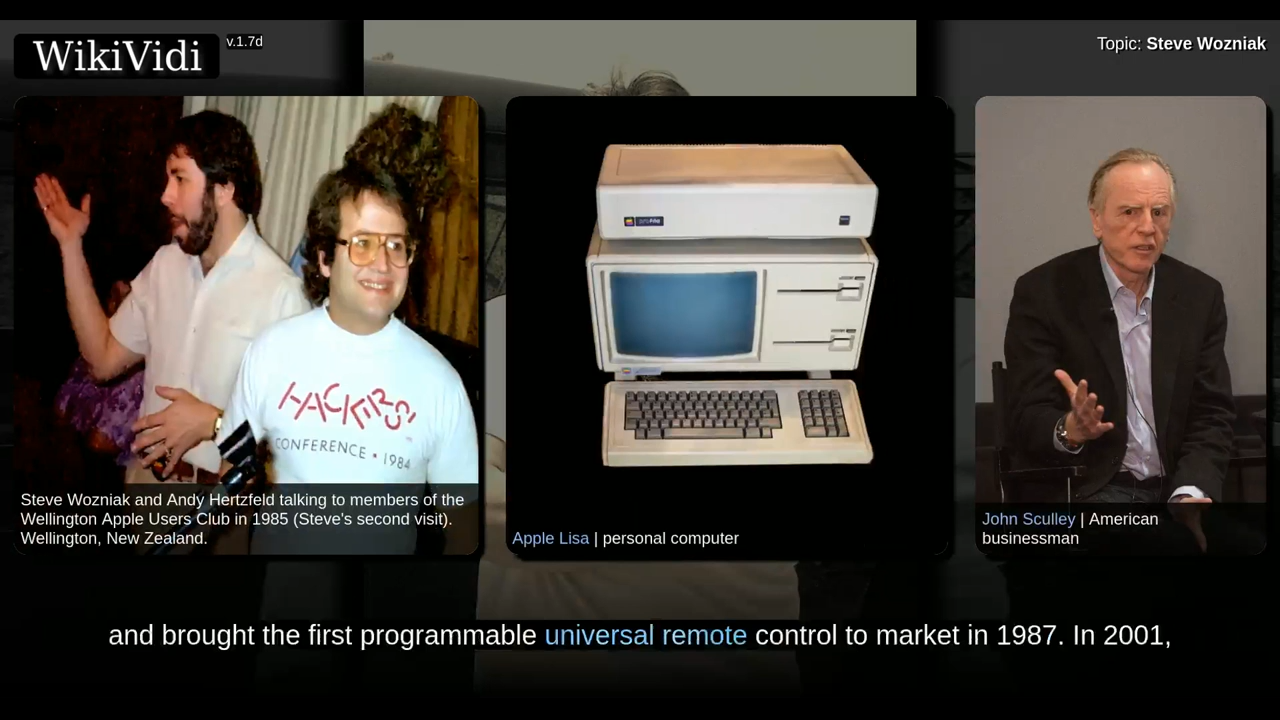 WikiVidi
v.1.7d
Topic: Steve Wozniak
HACKERS
CONFERENCE • 1984
Steve Wozniak and Andy Hertzfeld talking to members of the
Wellington Apple Users Club in 1985 (Steve's second visit).
Wellington, New Zealand.
Apple Lisa | personal computer
John Sculley | American
businessman
and brought the first programmable universal remote control to market in 1987. In 2001,